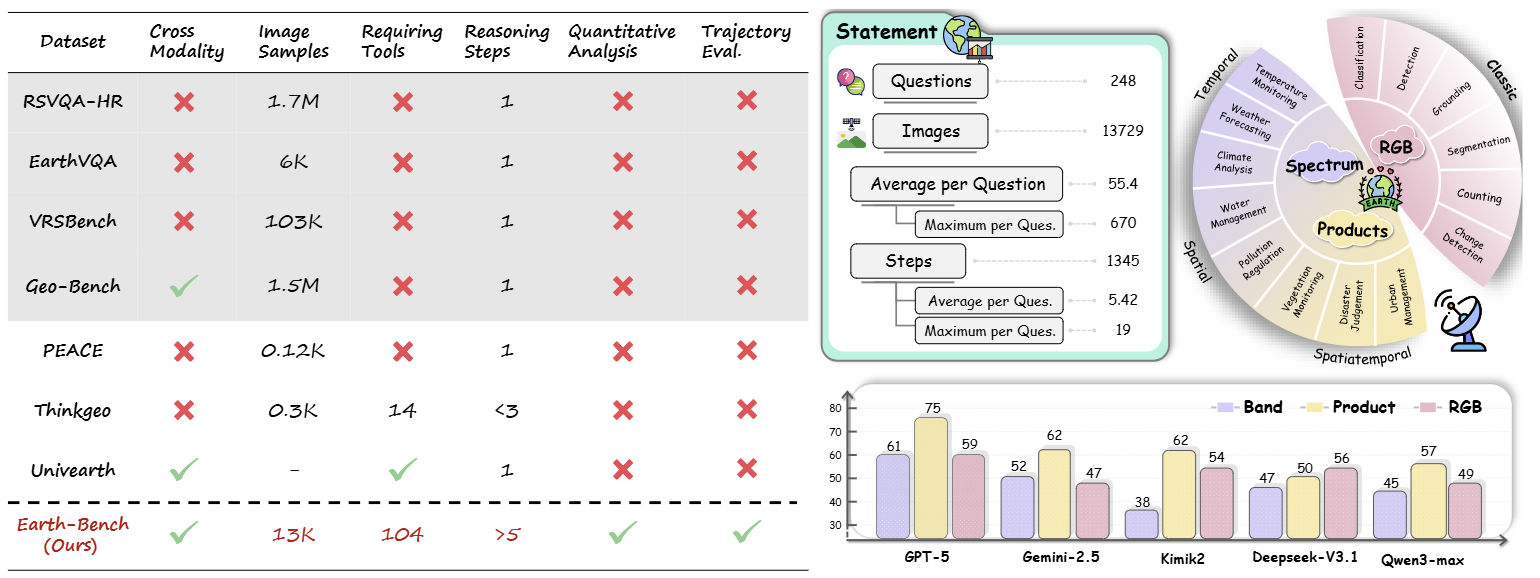 Dataset
Cross Modality
Image Samples
Requiring Tools
Reasoning Steps
Quantitative Analysis
Trajectory Eval.
RSVQA-HR 1.7M 1
EarthVQA 6K 1
VRSBench 103K 1
Geo-Bench 1.5M 1
PEACE 0.12K 1
Thinkgeo 0.3K 14 <3
Univearth - 1
Earth-Bench (Ours) 13K 104 >5
Statement
Questions 248
Images 13729
Average per Question 55.4
Maximum per Ques. 670
Steps 1345
Average per Ques. 5.42
Maximum per Ques. 19
Temporal
Spatial
Spatiatemporal
Classic
Temperature Monitoring
Weather Forecasting
Climate Analysis
Water Management
Pollution Regulation
Vegetation Monitoring
Disaster Judgement
Urban Management
Classification
Detection
Grounding
Segmentation
Counting
Change Detection
Spectrum
RGB
Products
EARTH
Band Product RGB
80
70
60
50
40
30
61 75 59
52 62 47
38 62 54
47 50 56
45 57 49
GPT-5 Gemini-2.5 Kimik2 Deepseek-V3.1 Qwen3-max